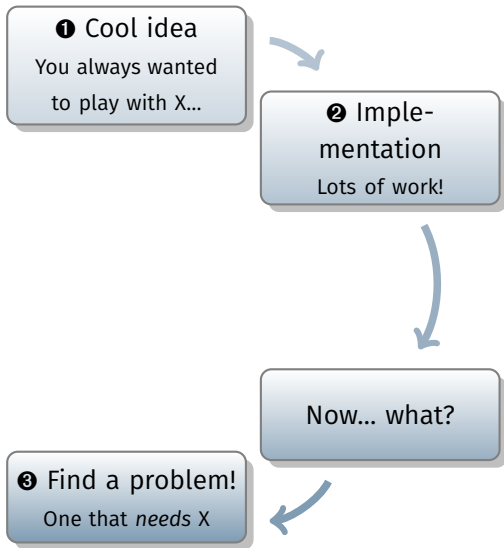 ❶ Cool idea
You always wanted
to play with X...
❷ Imple-
mentation
Lots of work!
Now... what?
❸ Find a problem!
One that needs X